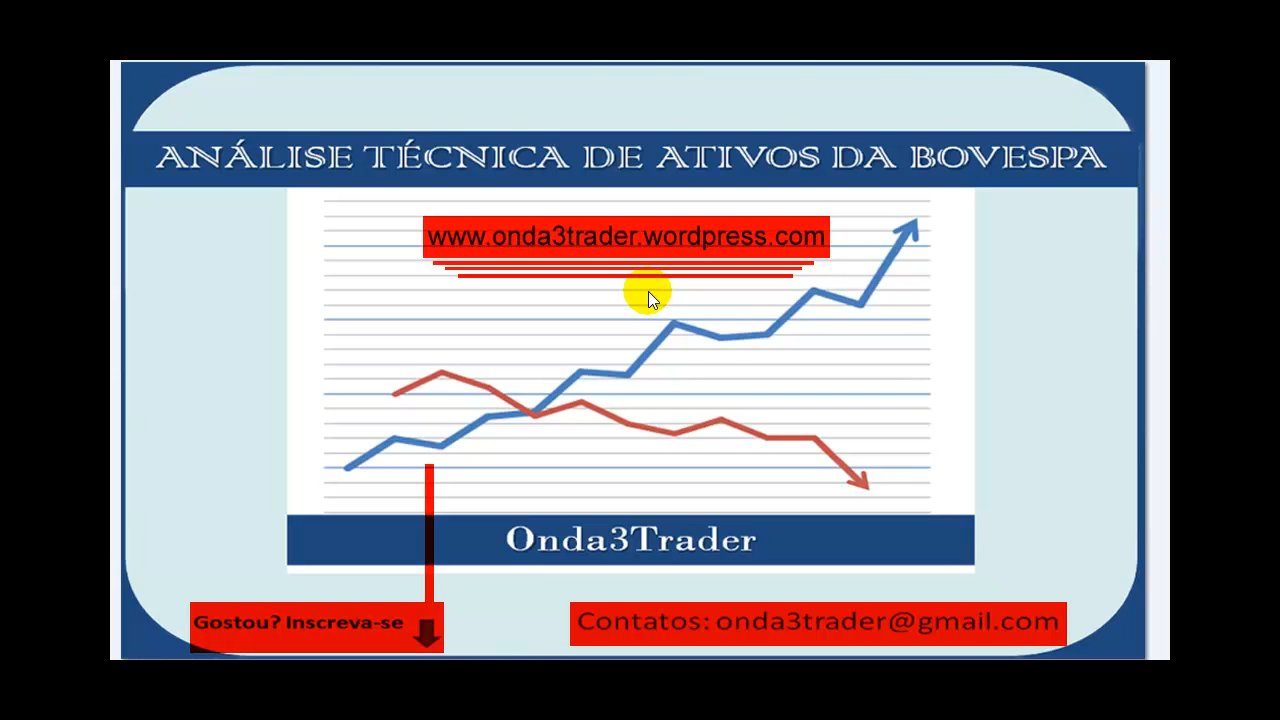 ANÁLISE TÉCNICA DE ATIVOS DA BOVESPA
www.onda3trader.wordpress.com
Onda3Trader
Gostou? Inscreva-se
Contatos: onda3trader@gmail.com